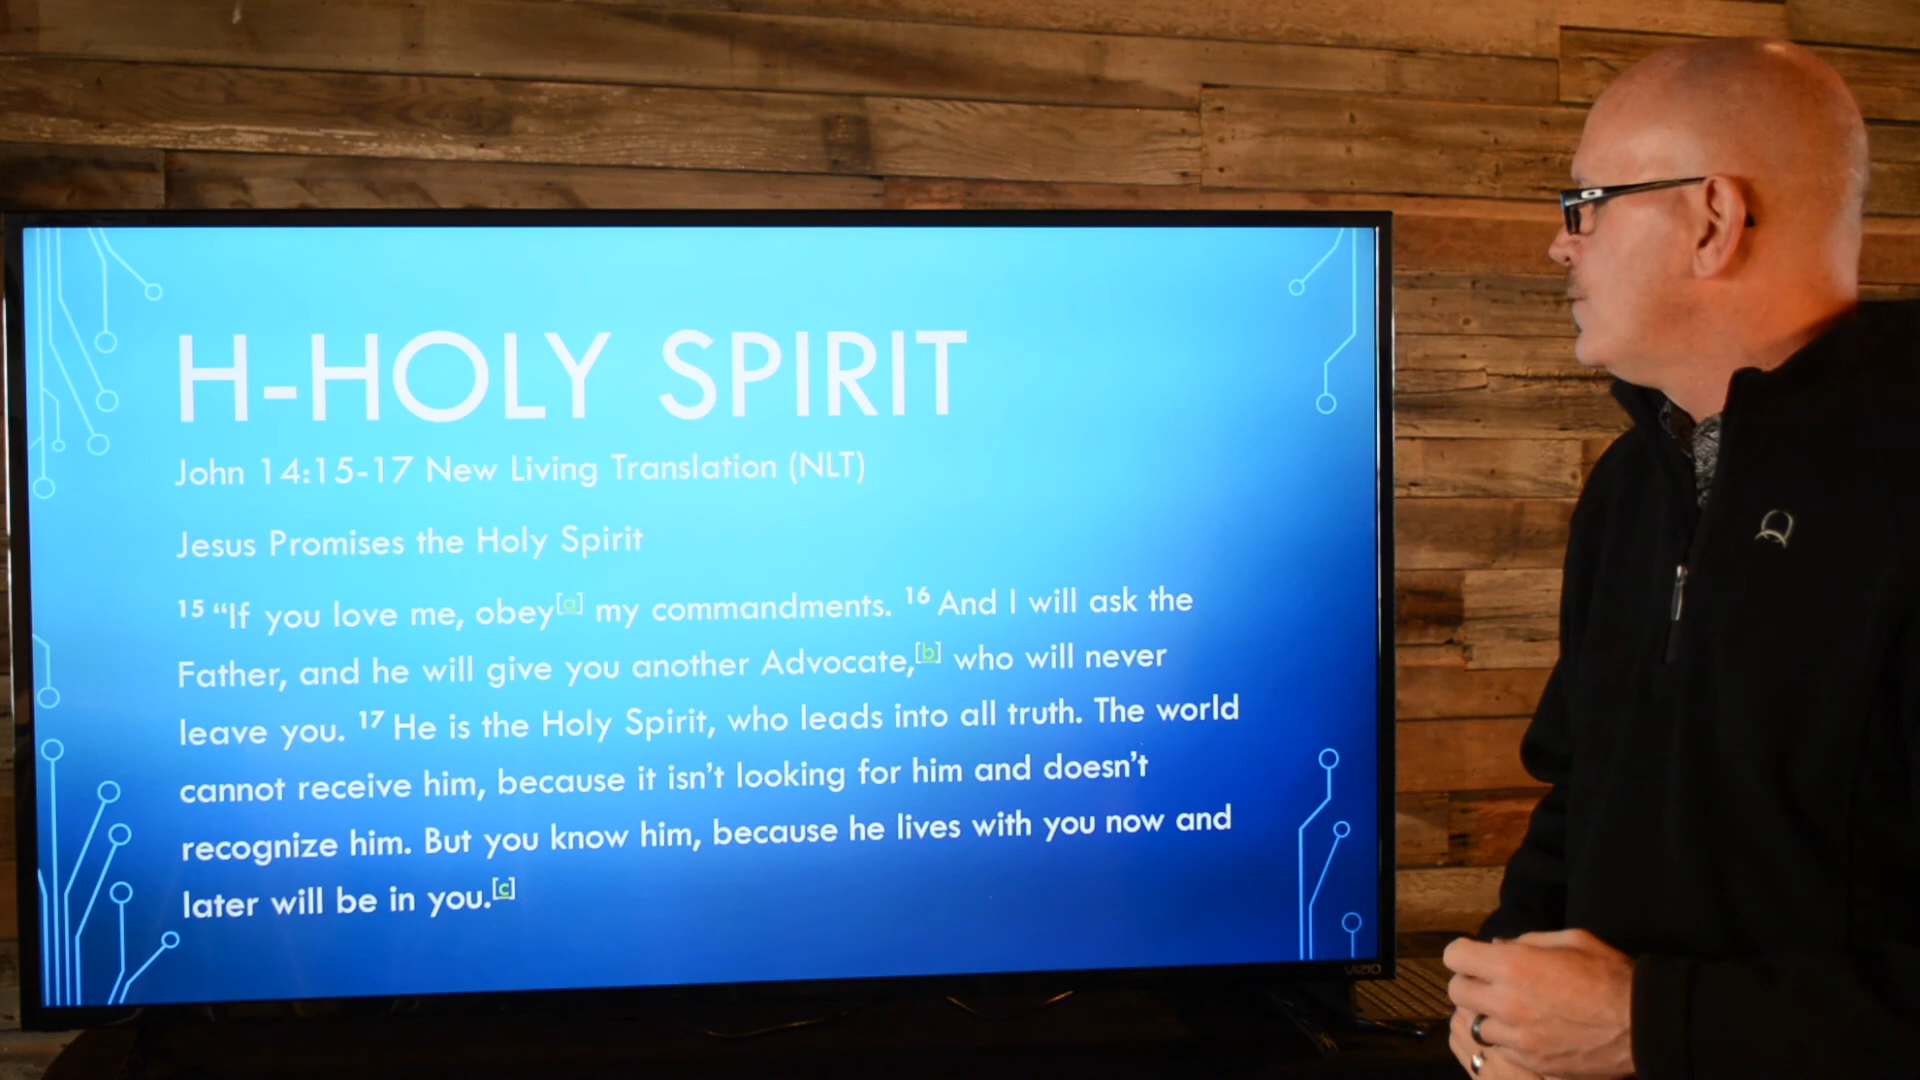 H-HOLY SPIRIT
John 14:15-17 New Living Translation (NLT)
Jesus Promises the Holy Spirit
15 “If you love me, obey[a] my commandments. 16 And I will ask the
Father, and he will give you another Advocate,[b] who will never
leave you. 17 He is the Holy Spirit, who leads into all truth. The world
cannot receive him, because it isn’t looking for him and doesn’t
recognize him. But you know him, because he lives with you now and
later will be in you.[c]
VIZIO